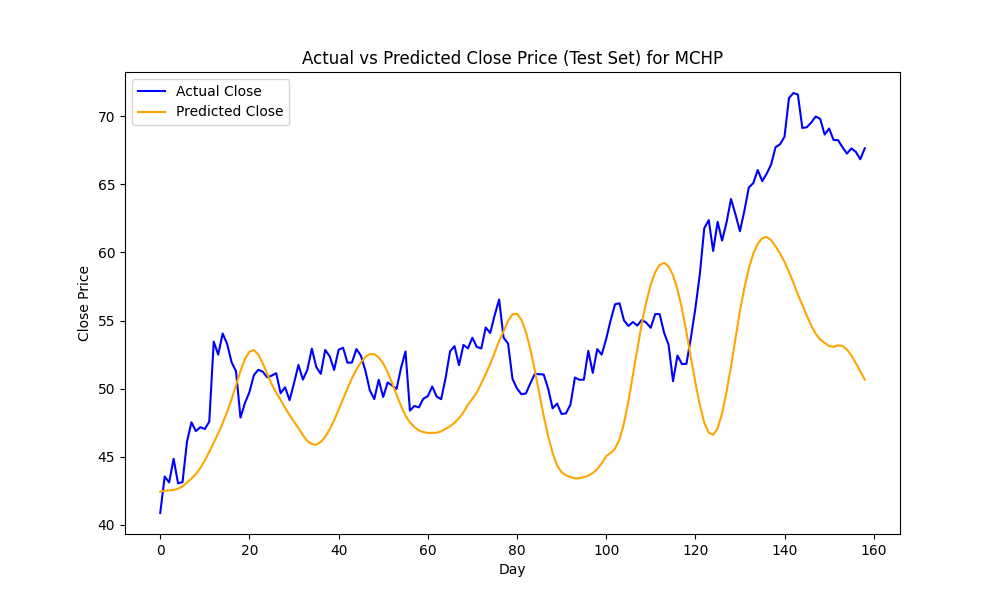 Actual vs Predicted Close Price (Test Set) for MCHP
Actual Close
Predicted Close
Close Price
70
65
60
55
50
45
40
0 20 40 60 80 100 120 140 160
Day